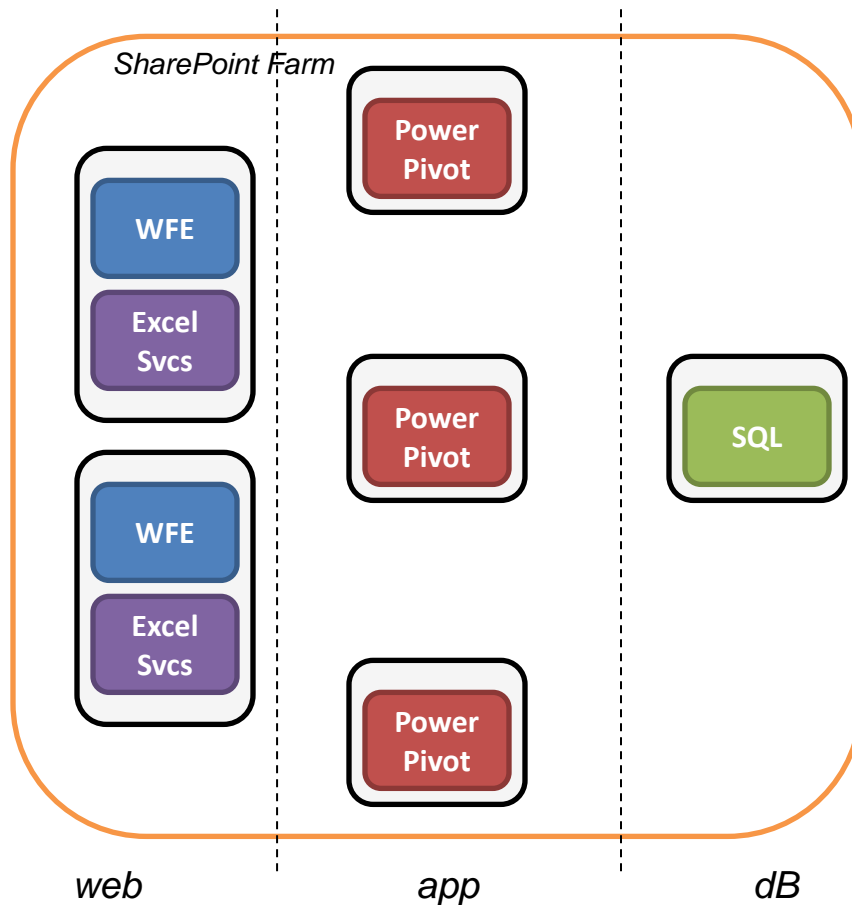 SharePoint Farm
WFE
Excel
Svcs
WFE
Excel
Svcs
Power
Pivot
Power
Pivot
Power
Pivot
SQL
web
app
dB